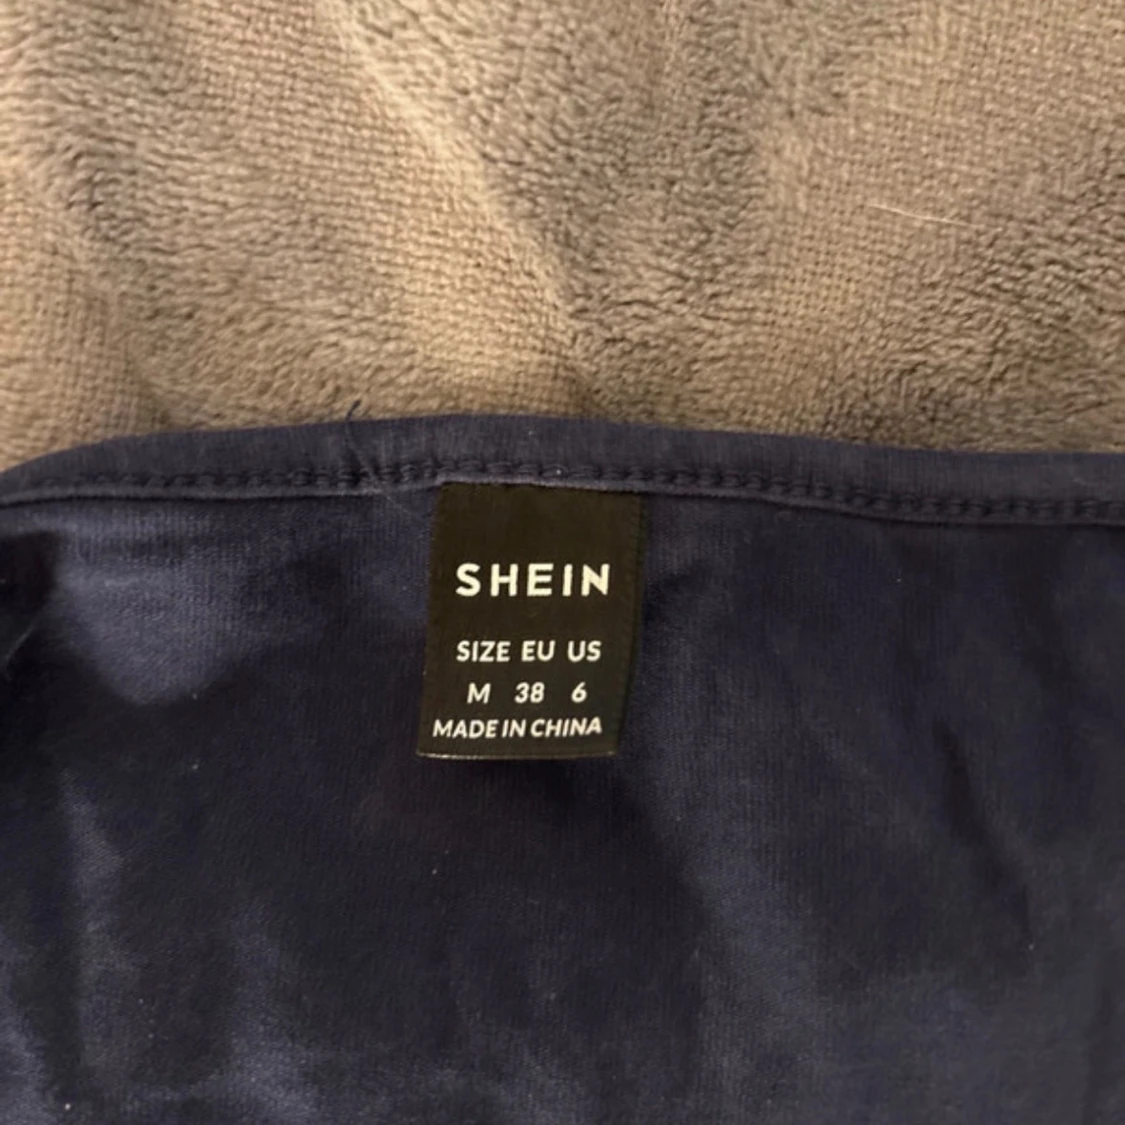 SHEIN
SIZE EU US
M 38 6
MADE IN CHINA